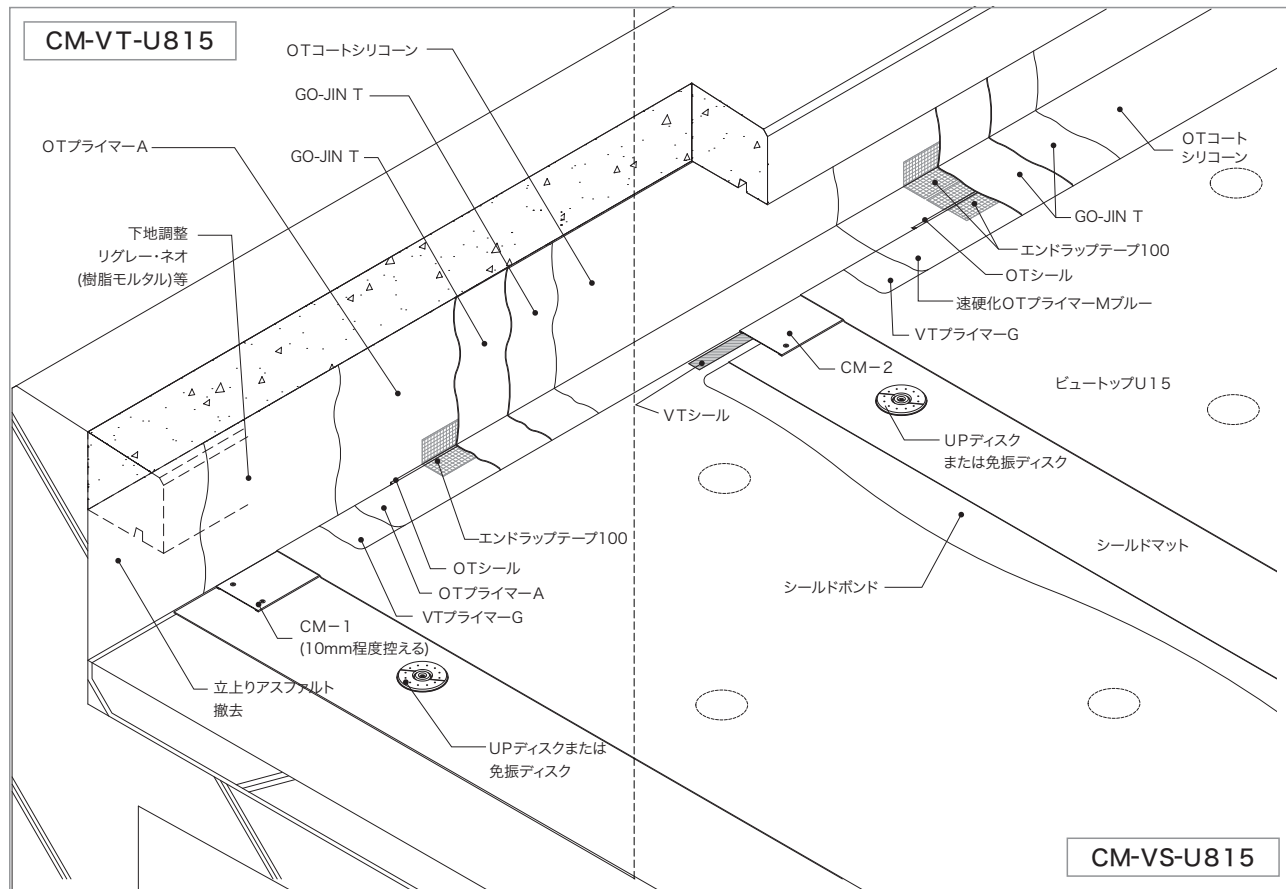 CM-VT-U815
OTコートシリコーン
GO-JIN T
OTプライマーA
GO-JIN T
下地調整
リグレー・ネオ
(樹脂モルタル)等
OTコート
シリコーン
GO-JIN T
エンドラップテープ100
OTシール
速硬化OTプライマーMブルー
VTプライマーG
CM−2
ビュートップU15
VTシール
UPディスク
または免振ディスク
エンドラップテープ100
シールドマット
OTシール
シールドボンド
OTプライマーA
VTプライマーG
CM−1
(10mm程度控える)
立上りアスファルト
撤去
UPディスクまたは
免振ディスク
CM-VS-U815